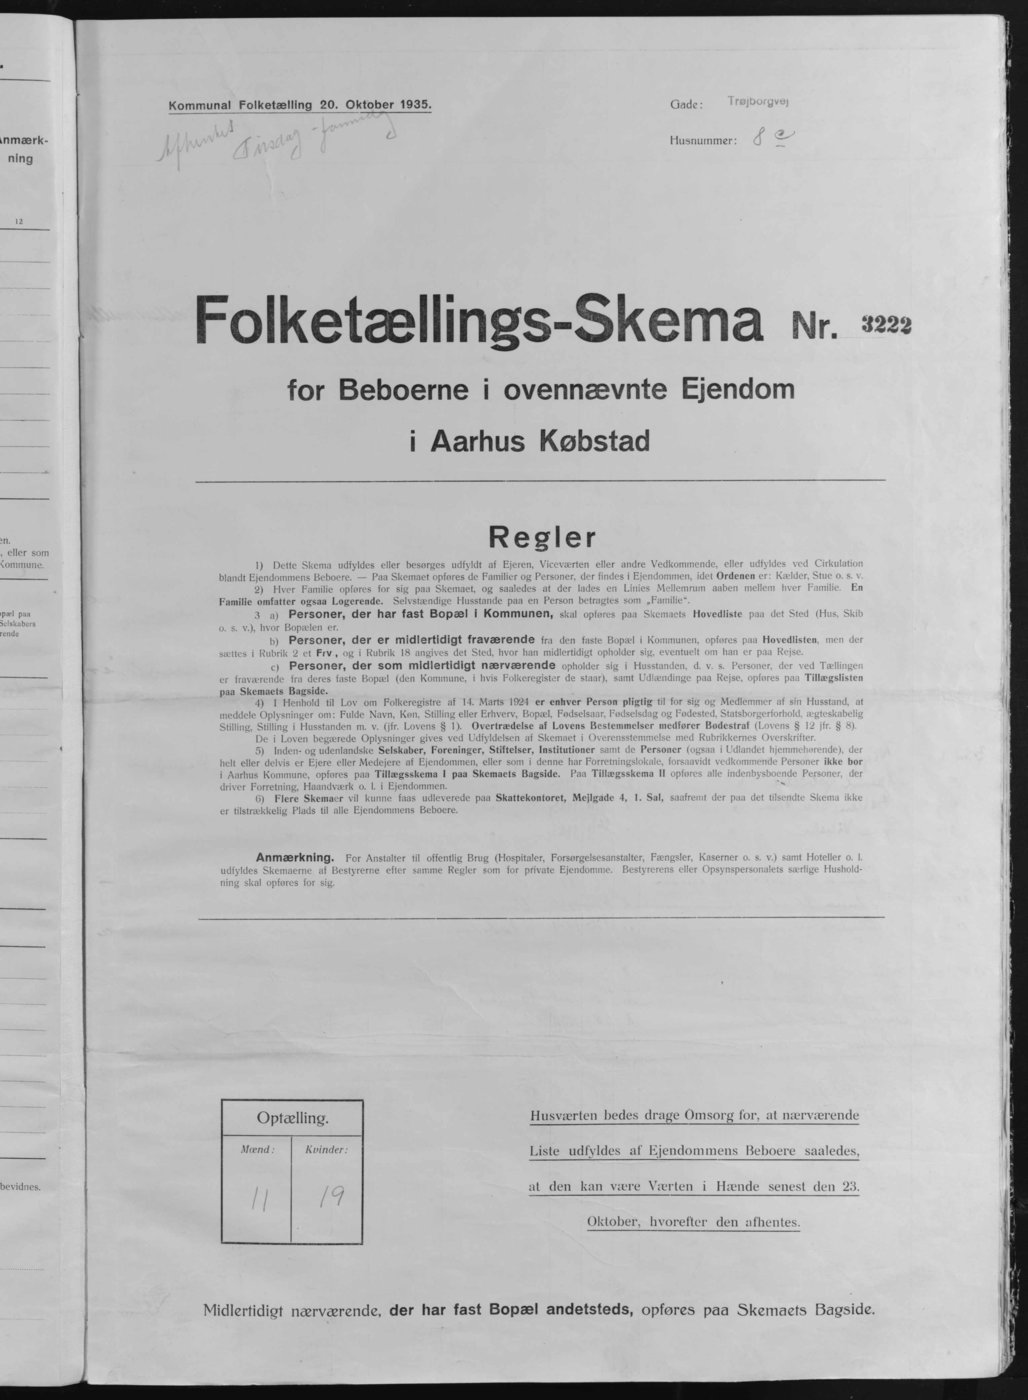 Anmærk-
ning
12
en.
, eller som
Kommune.
opæl paa
Selskabers
rende
bevidnes.
Kommunal Folketælling 20. Oktober 1935.
Afhentes Tirsdag - formiddag
Gade: Trøjborgvej
Husnummer: 8 c
Folketællings-Skema Nr. 3222
for Beboerne i ovennævnte Ejendom
i Aarhus Købstad
Regler
1) Dette Skema udfyldes eller besørges udfyldt af Ejeren, Viceværten eller andre Vedkommende, eller udfyldes ved Cirkulation
blandt Ejendommens Beboere. — Paa Skemaet opføres de Familier og Personer, der findes i Ejendommen, idet Ordenen er: Kælder, Stue o. s. v.
2) Hver Familie opføres for sig paa Skemaet, og saaledes at der lades en Linies Mellemrum aaben mellem hver Familie. En
Familie omfatter ogsaa Logerende. Selvstændige Husstande paa en Person betragtes som „Familie“.
3 a) Personer, der har fast Bopæl i Kommunen, skal opføres paa Skemaets Hovedliste paa det Sted (Hus, Skib
o. s. v.), hvor Bopælen er.
b) Personer, der er midlertidigt fraværende fra den faste Bopæl i Kommunen, opføres paa Hovedlisten, men der
sættes i Rubrik 2 et Frv, og i Rubrik 18 angives det Sted, hvor han midlertidigt opholder sig, eventuelt om han er paa Rejse.
c) Personer, der som midlertidigt nærværende opholder sig i Husstanden, d. v. s. Personer, der ved Tællingen
er fraværende fra deres faste Bopæl (den Kommune, i hvis Folkeregister de staar), samt Udlændinge paa Rejse, opføres paa Tillægslisten
paa Skemaets Bagside.
4) I Henhold til Lov om Folkeregistre af 14. Marts 1924 er enhver Person pligtig til for sig og Medlemmer af sin Husstand, at
meddele Oplysninger om: Fulde Navn, Køn, Stilling eller Erhverv, Bopæl, Fødselsaar, Fødselsdag og Fødested, Statsborgerforhold, ægteskabelig
Stilling, Stilling i Husstanden m. v. (jfr. Lovens § 1). Overtrædelse af Lovens Bestemmelser medfører Bødestraf (Lovens § 12 jfr. § 8).
De i Loven begærede Oplysninger gives ved Udfyldelsen af Skemaet i Overensstemmelse med Rubrikkernes Overskrifter.
5) Inden- og udenlandske Selskaber, Foreninger, Stiftelser, Institutioner samt de Personer (ogsaa i Udlandet hjemmehørende), der
helt eller delvis er Ejere eller Medejere af Ejendommen, eller som i denne har Forretningslokale, forsaavidt vedkommende Personer ikke bor
i Aarhus Kommune, opføres paa Tillægsskema I paa Skemaets Bagside. Paa Tillægsskema II opføres alle indenbysboende Personer, der
driver Forretning, Haandværk o. l. i Ejendommen.
6) Flere Skemaer vil kunne faas udleverede paa Skattekontoret, Mejlgade 4, 1. Sal, saafremt der paa det tilsendte Skema ikke
er tilstrækkelig Plads til alle Ejendommens Beboere.
Anmærkning. For Anstalter til offentlig Brug (Hospitaler, Forsørgelsesanstalter, Fængsler, Kaserner o. s. v.) samt Hoteller o. l.
udfyldes Skemaerne af Bestyrerne efter samme Regler som for private Ejendomme. Bestyrerens eller Opsynspersonalets særlige Hushold-
ning skal opføres for sig.
Optælling.
Mænd: Kvinder:
11 19
Husværten bedes drage Omsorg for, at nærværende
Liste udfyldes af Ejendommens Beboere saaledes,
at den kan være Værten i Hænde senest den 23.
Oktober, hvorefter den afhentes.
Midlertidigt nærværende, der har fast Bopæl andetsteds, opføres paa Skemaets Bagside.